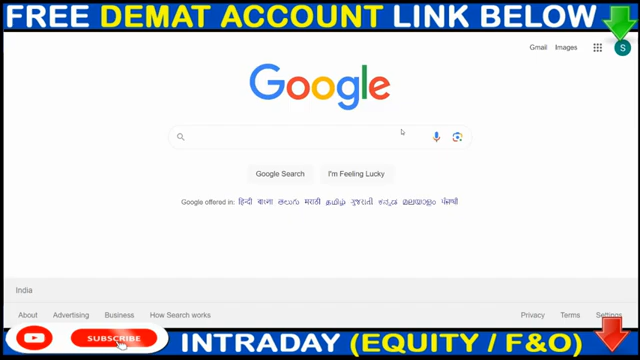 FREE DEMAT ACCOUNT LINK BELOW
Gmail Images
S
Google
Google Search I'm Feeling Lucky
Google offered in: हिन्दी বাংলা తెలుగు मराठी தமிழ் ગુજરાતી ಕನ್ನಡ മലയാളം ਪੰਜਾਬੀ
India
About Advertising Business How Search works Privacy Terms Settings
SUBSCRIBE
INTRADAY (EQUITY / F&O)